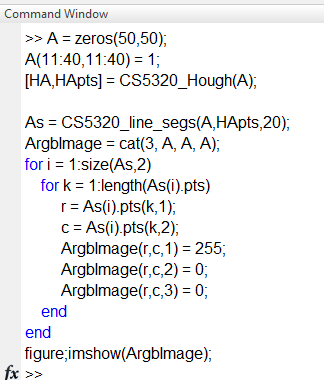 Command Window
>> A = zeros(50,50);
A(11:40,11:40) = 1;
[HA,HApts] = CS5320_Hough(A);
As = CS5320_line_segs(A,HApts,20);
ArgbImage = cat(3, A, A, A);
for i = 1:size(As,2)
for k = 1:length(As(i).pts)
r = As(i).pts(k,1);
c = As(i).pts(k,2);
ArgbImage(r,c,1) = 255;
ArgbImage(r,c,2) = 0;
ArgbImage(r,c,3) = 0;
end
end
figure;imshow(ArgbImage);
fx >>